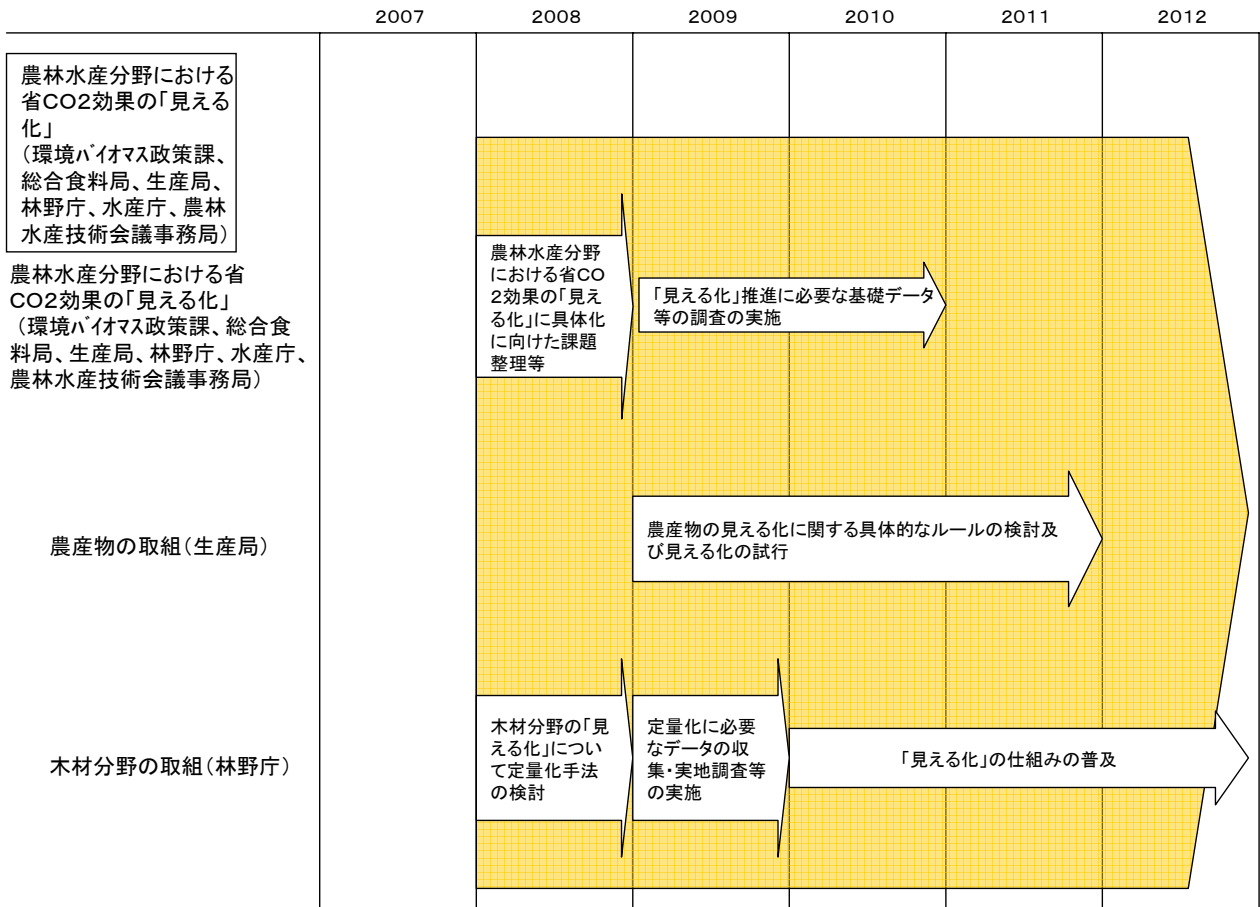 2007 2008 2009 2010 2011 2012
農林水産分野における
省CO2効果の「見える
化」
(環境バイオマス政策課、
総合食料局、生産局、
林野庁、水産庁、農林
水産技術会議事務局)
農林水産分野における省
CO2効果の「見える化」
(環境バイオマス政策課、総合食
料局、生産局、林野庁、水産庁、
農林水産技術会議事務局)
農林水産分野
における省CO
2効果の「見え
る化」に具体化
に向けた課題
整理等
「見える化」推進に必要な基礎データ
等の調査の実施
農産物の取組(生産局)
農産物の見える化に関する具体的なルールの検討及
び見える化の試行
木材分野の取組(林野庁)
木材分野の「見
える化」につい
て定量化手法
の検討
定量化に必要
なデータの収
集・実地調査等
の実施
「見える化」の仕組みの普及